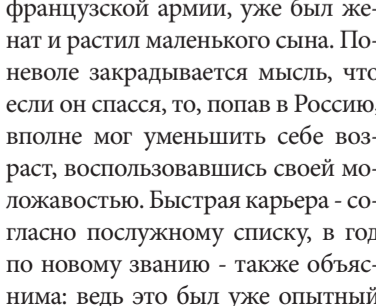 французской армии, уже был же-
нат и растил маленького сына. По-
неволе закрадывается мысль, что
если он спасся, то, попав в Россию,
вполне мог уменьшить себе воз-
раст, воспользовавшись своей мо-
ложавостью. Быстрая карьера - со-
гласно послужному списку, в год
по новому званию - также объяс-
нима: ведь это был уже опытный